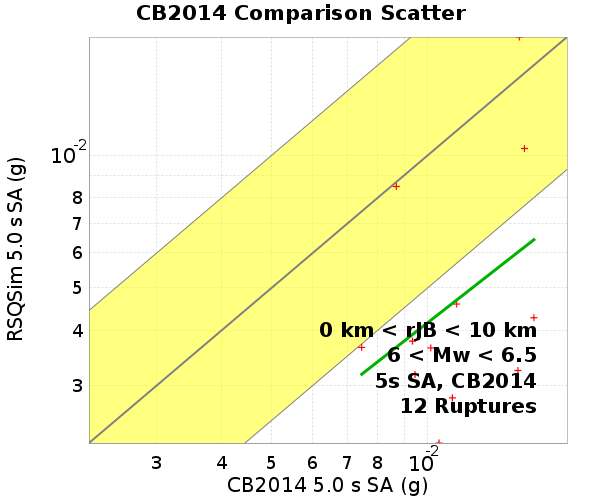 CB2014 Comparison Scatter
RSQSim 5.0 s SA (g)
10-2
8
7
6
5
4
3
0 km < rJB < 10 km
6 < Mw < 6.5
5s SA, CB2014
12 Ruptures
3 4 5 6 7 8 10-2
CB2014 5.0 s SA (g)